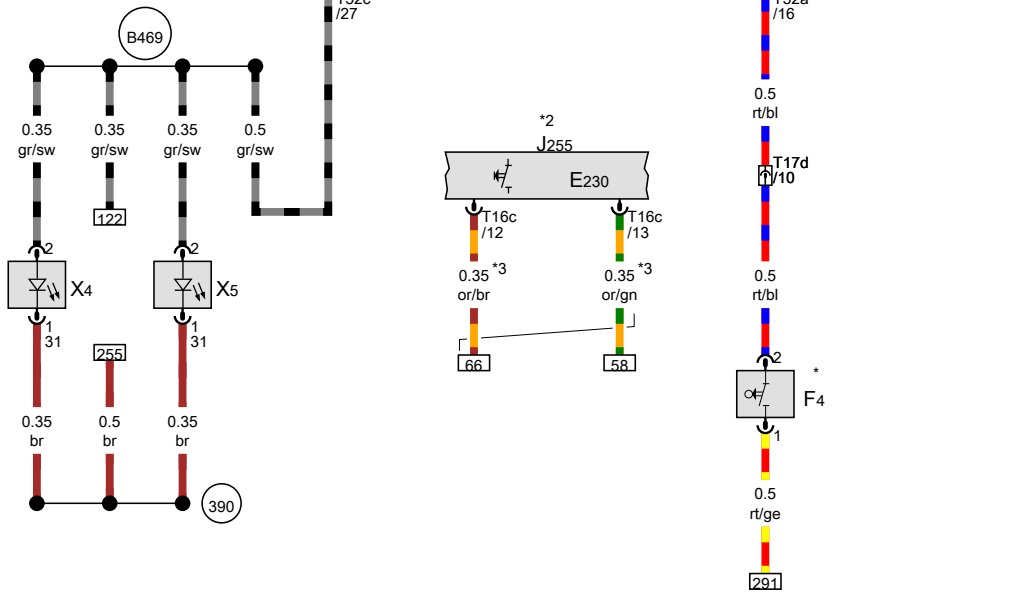 /27
B469
0.35
gr/sw
0.35
gr/sw
0.35
gr/sw
0.5
gr/sw
122
2
X4
1
31
2
X5
1
31
255
0.35
br
0.5
br
0.35
br
390
*2
J255
E230
T16c
/12
T16c
/13
0.35 *3
or/br
0.35 *3
or/gn
66
58
/16
0.5
rt/bl
T17d
/10
0.5
rt/bl
2
*
F4
1
0.5
rt/ge
291